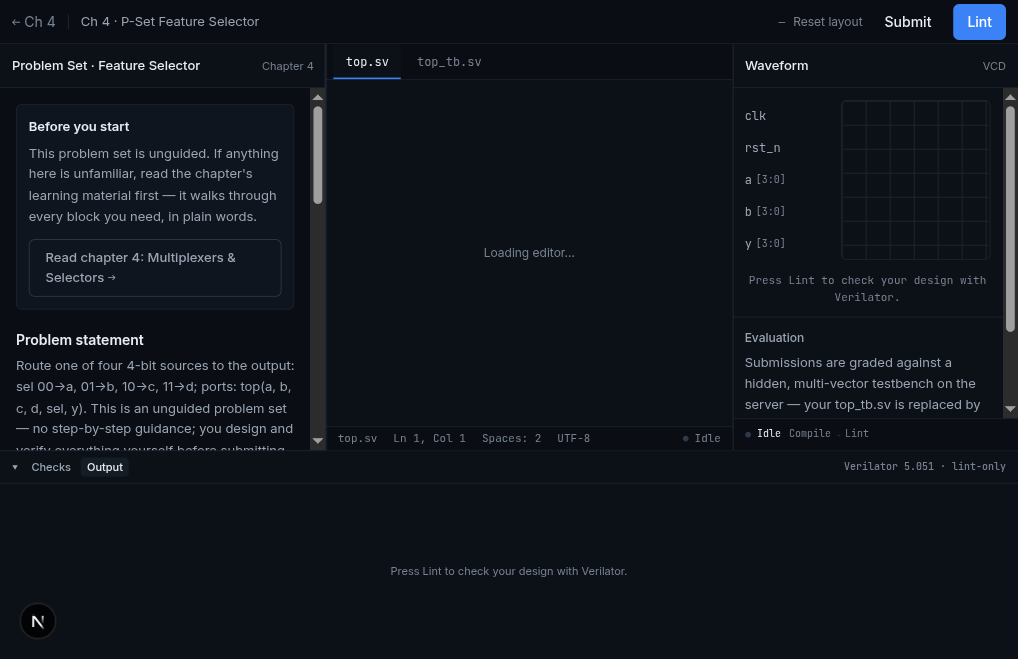 ← Ch 4
Ch 4 · P-Set Feature Selector
— Reset layout
Submit
Lint
Problem Set · Feature Selector
Chapter 4
top.sv
top_tb.sv
Waveform
VCD
Before you start
This problem set is unguided. If anything
here is unfamiliar, read the chapter's
learning material first — it walks through
every block you need, in plain words.
Read chapter 4: Multiplexers &
Selectors →
Problem statement
Route one of four 4-bit sources to the output:
sel 00→a, 01→b, 10→c, 11→d; ports: top(a, b,
c, d, sel, y). This is an unguided problem set
— no step-by-step guidance; you design and
verify everything yourself before submitting.
Loading editor...
top.sv
Ln 1, Col 1
Spaces: 2
UTF-8
Idle
clk
rst_n
a [3:0]
b [3:0]
y [3:0]
Press Lint to check your design with
Verilator.
Evaluation
Submissions are graded against a
hidden, multi-vector testbench on the
server — your top_tb.sv is replaced by
Idle Compile · Lint
▾ Checks
Output
Verilator 5.051 · lint-only
Press Lint to check your design with Verilator.
N